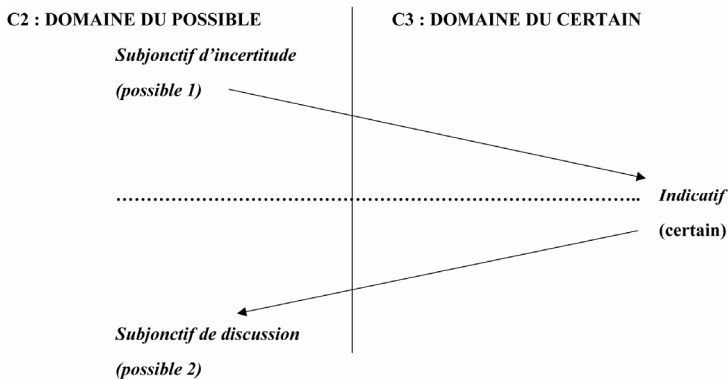 C2 : DOMAINE DU POSSIBLE
C3 : DOMAINE DU CERTAIN
Subjonctif d’incertitude
(possible 1)
Indicatif
(certain)
Subjonctif de discussion
(possible 2)